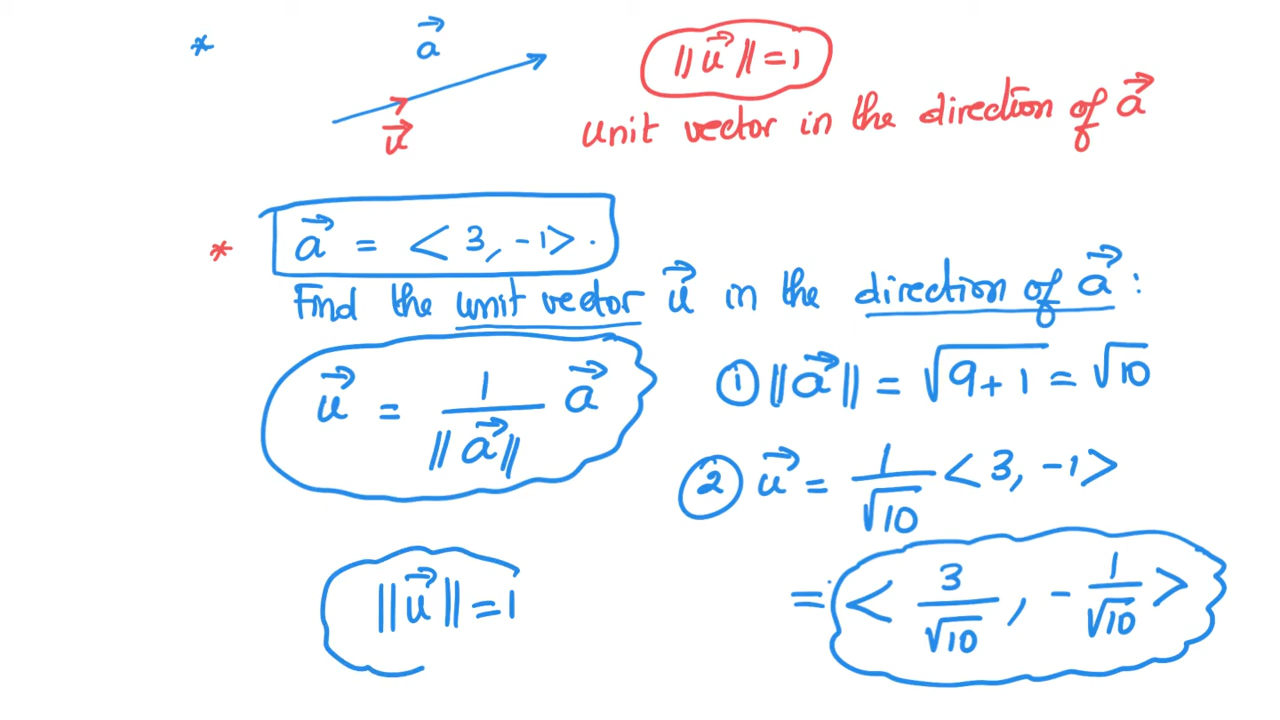 * a⃗ ‖u⃗‖ = 1
u⃗ unit vector in the direction of a⃗
* a⃗ = < 3, -1 > .
Find the unit vector u⃗ in the direction of a⃗ :
u⃗ = 1/‖a⃗‖ a⃗
① ‖a⃗‖ = √9+1 = √10
② u⃗ = 1/√10 < 3, -1 >
‖u⃗‖ = 1
= < 3/√10 , - 1/√10 >